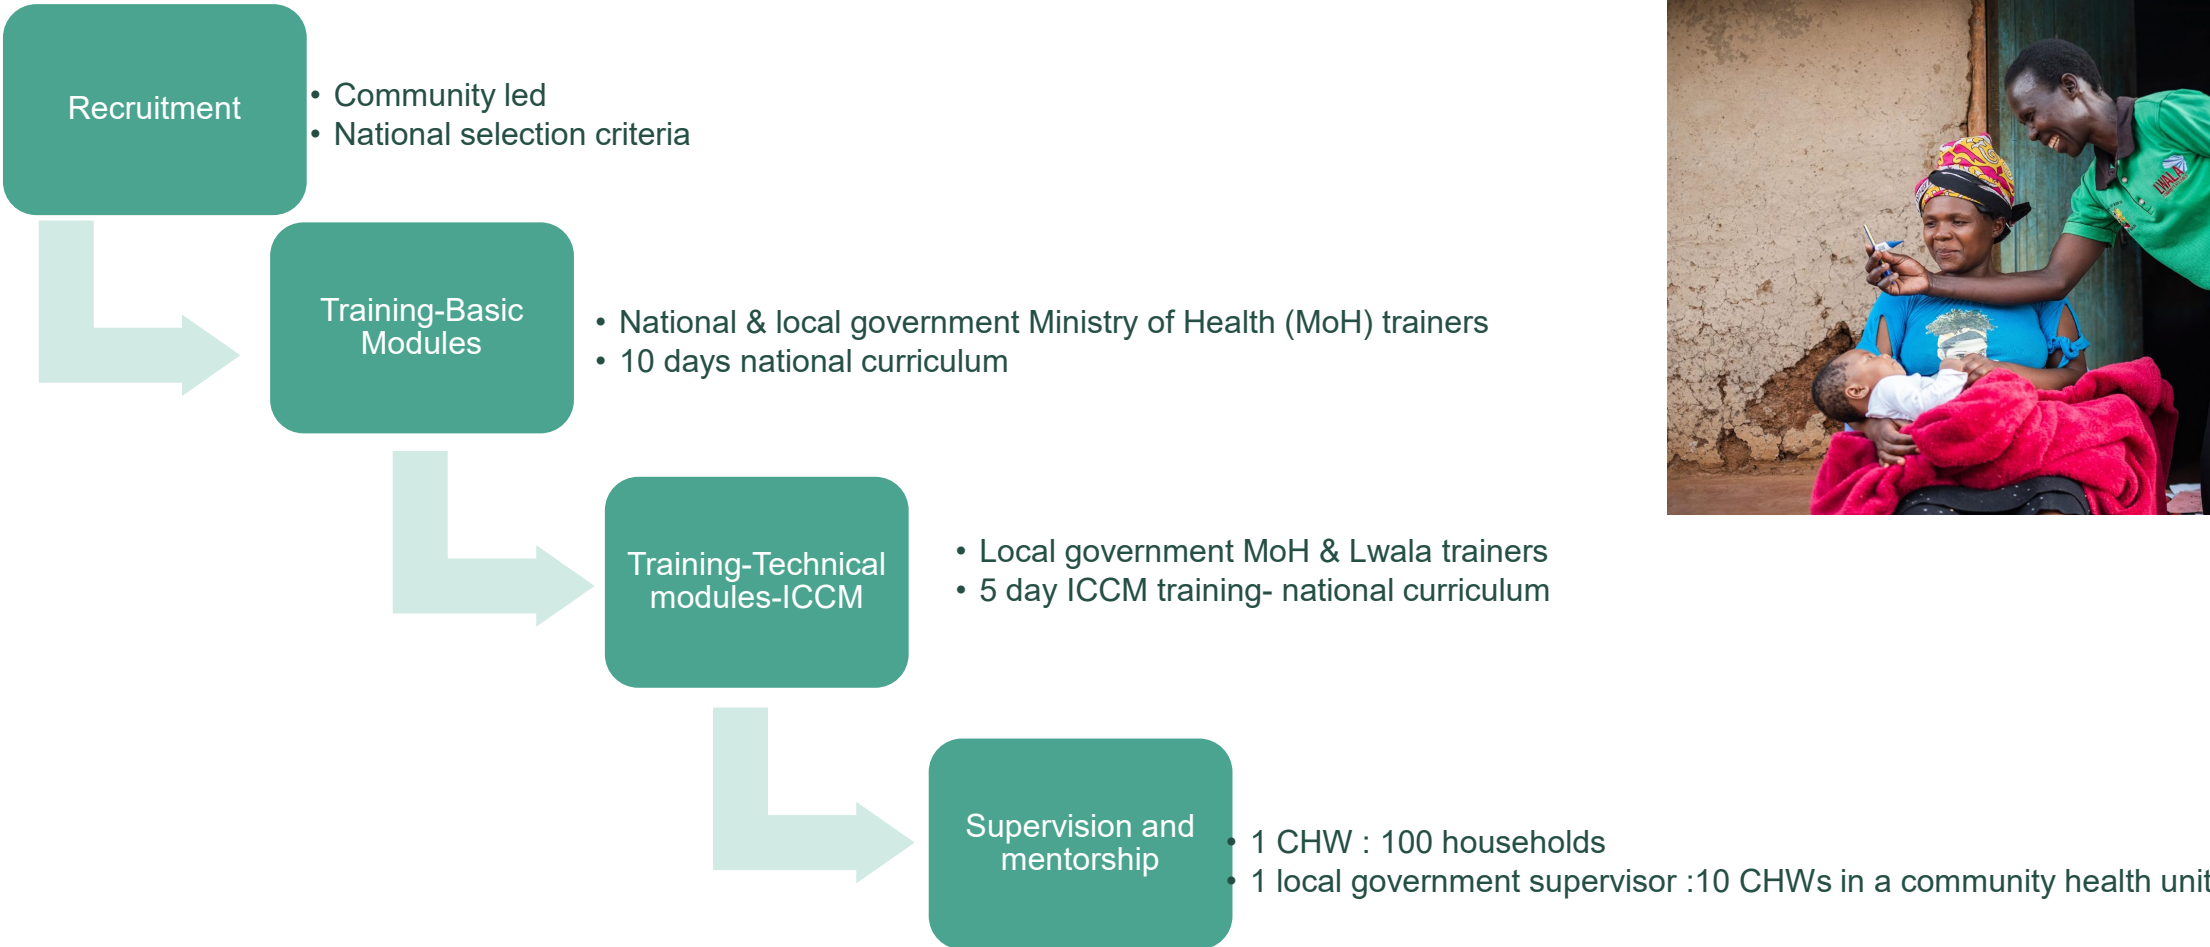 Recruitment
• Community led
• National selection criteria
Training-Basic
Modules
• National & local government Ministry of Health (MoH) trainers
• 10 days national curriculum
Training-Technical
modules-ICCM
• Local government MoH & Lwala trainers
• 5 day ICCM training- national curriculum
Supervision and
mentorship
• 1 CHW : 100 households
• 1 local government supervisor :10 CHWs in a community health unit
LWALA